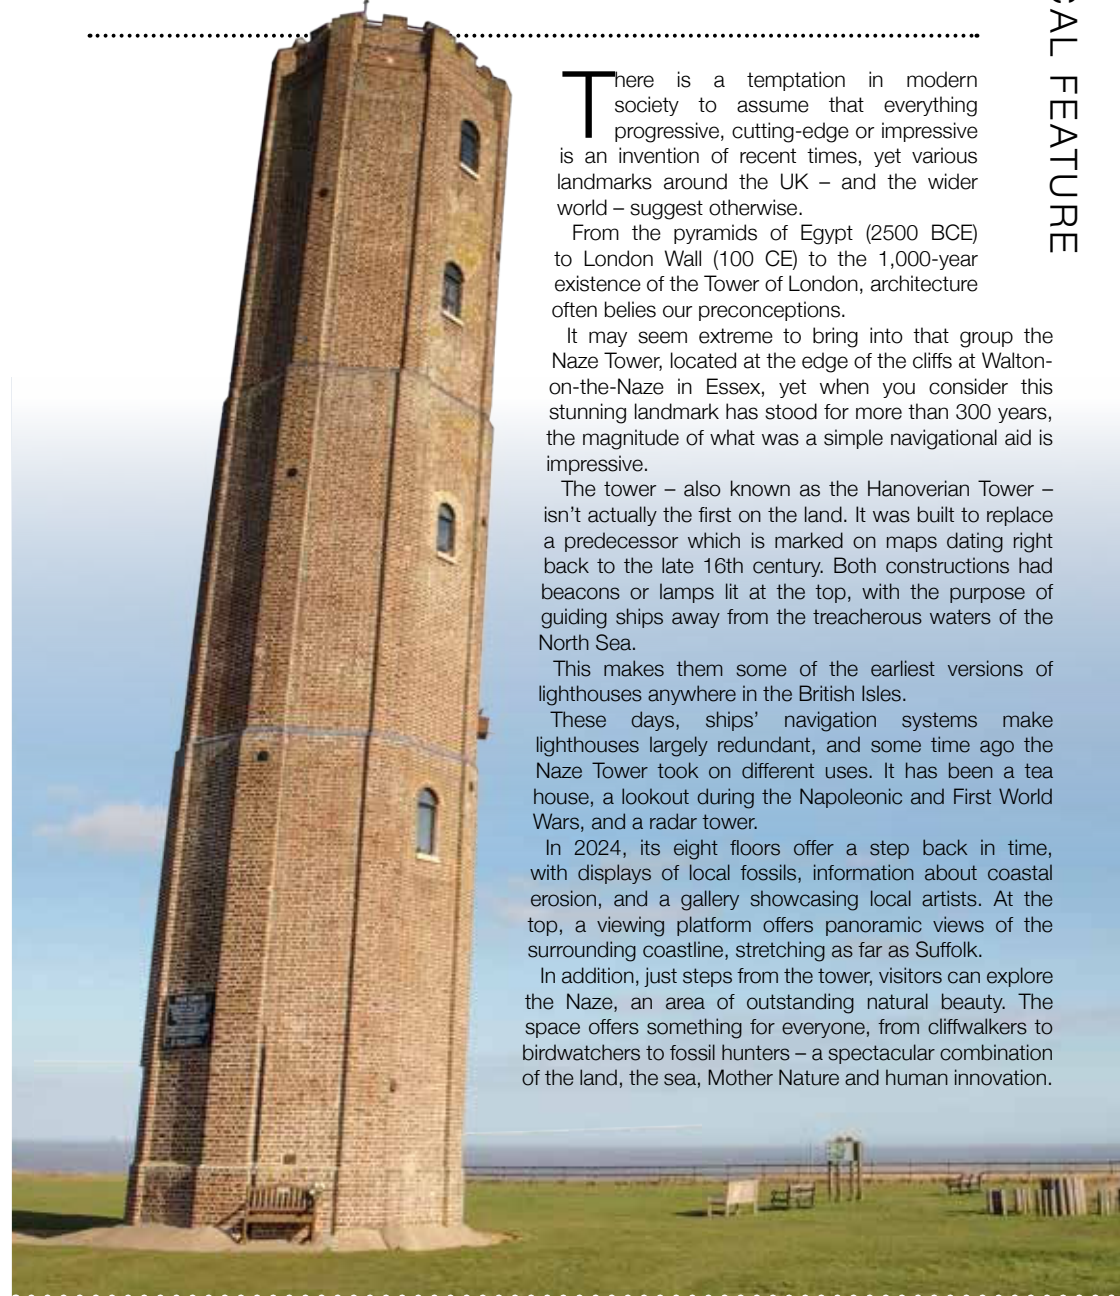 There is a temptation in modern
society to assume that everything
progressive, cutting-edge or impressive
is an invention of recent times, yet various
landmarks around the UK – and the wider
world – suggest otherwise.
From the pyramids of Egypt (2500 BCE)
to London Wall (100 CE) to the 1,000-year
existence of the Tower of London, architecture
often belies our preconceptions.
It may seem extreme to bring into that group the
Naze Tower, located at the edge of the cliffs at Walton-
on-the-Naze in Essex, yet when you consider this
stunning landmark has stood for more than 300 years,
the magnitude of what was a simple navigational aid is
impressive.
The tower – also known as the Hanoverian Tower –
isn't actually the first on the land. It was built to replace
a predecessor which is marked on maps dating right
back to the late 16th century. Both constructions had
beacons or lamps lit at the top, with the purpose of
guiding ships away from the treacherous waters of the
North Sea.
This makes them some of the earliest versions of
lighthouses anywhere in the British Isles.
These days, ships' navigation systems make
lighthouses largely redundant, and some time ago the
Naze Tower took on different uses. It has been a tea
house, a lookout during the Napoleonic and First World
Wars, and a radar tower.
In 2024, its eight floors offer a step back in time,
with displays of local fossils, information about coastal
erosion, and a gallery showcasing local artists. At the
top, a viewing platform offers panoramic views of the
surrounding coastline, stretching as far as Suffolk.
In addition, just steps from the tower, visitors can explore
the Naze, an area of outstanding natural beauty. The
space offers something for everyone, from cliffwalkers to
birdwatchers to fossil hunters – a spectacular combination
of the land, the sea, Mother Nature and human innovation.
FEATURE